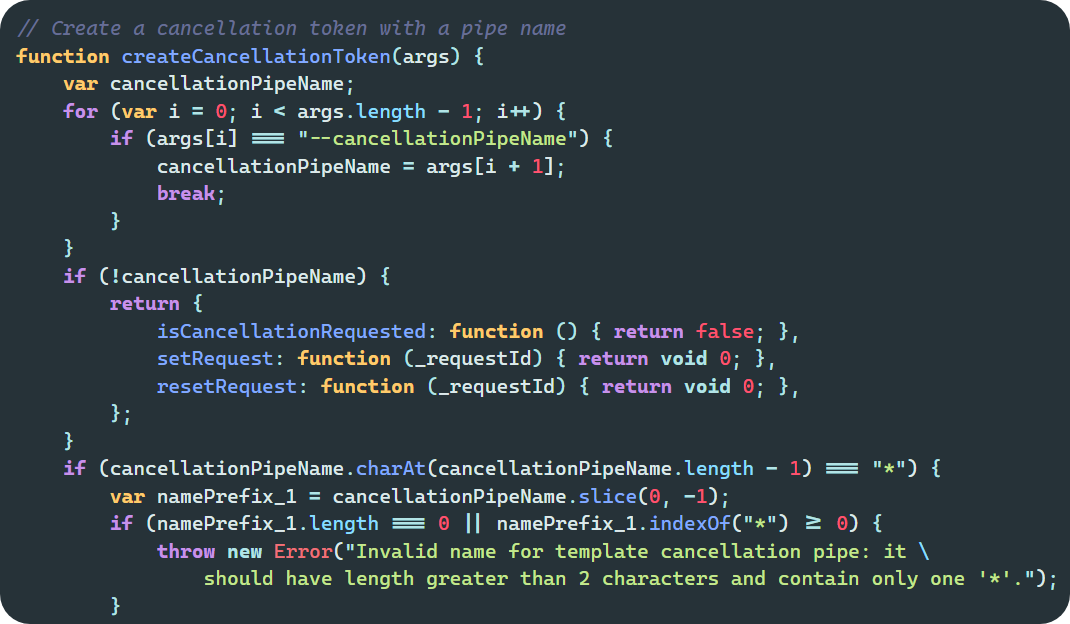 // Create a cancellation token with a pipe name
function createCancellationToken(args) {
    var cancellationPipeName;
    for (var i = 0; i < args.length - 1; i++) {
        if (args[i] === "--cancellationPipeName") {
            cancellationPipeName = args[i + 1];
            break;
        }
    }
    if (!cancellationPipeName) {
        return {
            isCancellationRequested: function () { return false; },
            setRequest: function (_requestId) { return void 0; },
            resetRequest: function (_requestId) { return void 0; },
        };
    }
    if (cancellationPipeName.charAt(cancellationPipeName.length - 1) === "*") {
        var namePrefix_1 = cancellationPipeName.slice(0, -1);
        if (namePrefix_1.length === 0 || namePrefix_1.indexOf("*") >= 0) {
            throw new Error("Invalid name for template cancellation pipe: it \
                should have length greater than 2 characters and contain only one '*'.");
        }